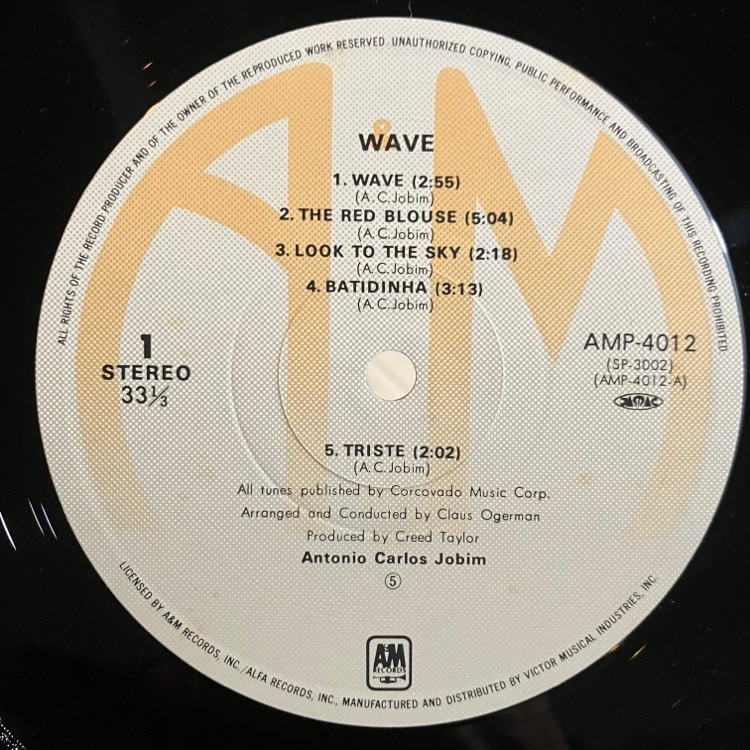 ALL RIGHTS OF THE RECORD PRODUCER AND OF THE OWNER OF THE REPRODUCED WORK RESERVED. UNAUTHORIZED COPYING, PUBLIC PERFORMANCE AND BROADCASTING OF THIS RECORDING PROHIBITED
WAVE
1. WAVE (2:55)
(A.C.Jobim)
2. THE RED BLOUSE (5:04)
(A.C.Jobim)
3. LOOK TO THE SKY (2:18)
(A.C.Jobim)
4. BATIDINHA (3:13)
(A.C.Jobim)
1
STEREO
33⅓
AMP-4012
(SP-3002)
(AMP-4012-A)
5. TRISTE (2:02)
(A.C.Jobim)
All tunes published by Corcovado Music Corp.
Arranged and Conducted by Claus Ogerman
Produced by Creed Taylor
Antonio Carlos Jobim
⑤
A&M
RECORDS
LICENSED BY A&M RECORDS, INC./ALFA RECORDS, INC., MANUFACTURED AND DISTRIBUTED BY VICTOR MUSICAL INDUSTRIES, INC.